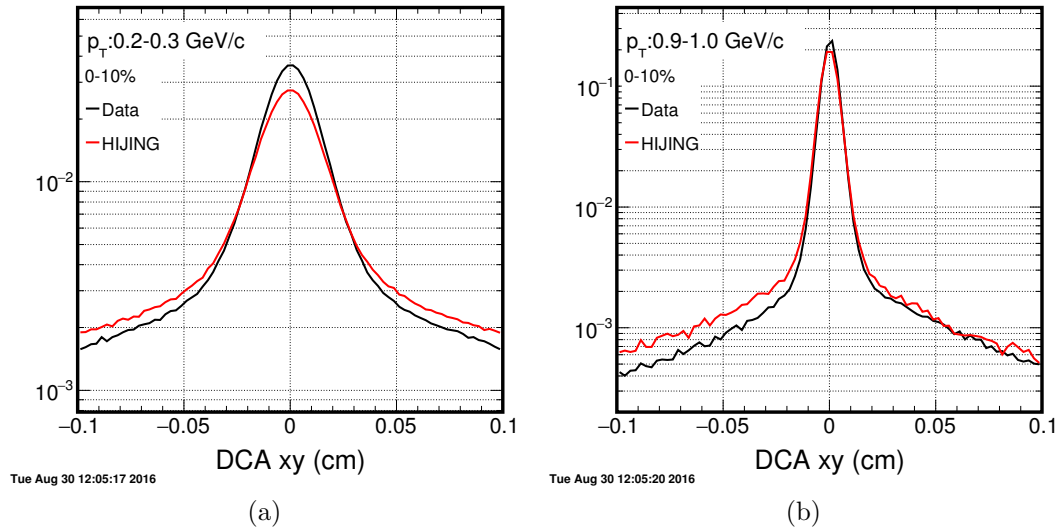 p_T:0.2-0.3 GeV/c
0-10%
Data
HIJING
10^−2
10^−3
−0.1 −0.05 0 0.05 0.1
DCA xy (cm)
Tue Aug 30 12:05:17 2016
(a)
p_T:0.9-1.0 GeV/c
0-10%
Data
HIJING
10^−1
10^−2
10^−3
−0.1 −0.05 0 0.05 0.1
DCA xy (cm)
Tue Aug 30 12:05:20 2016
(b)